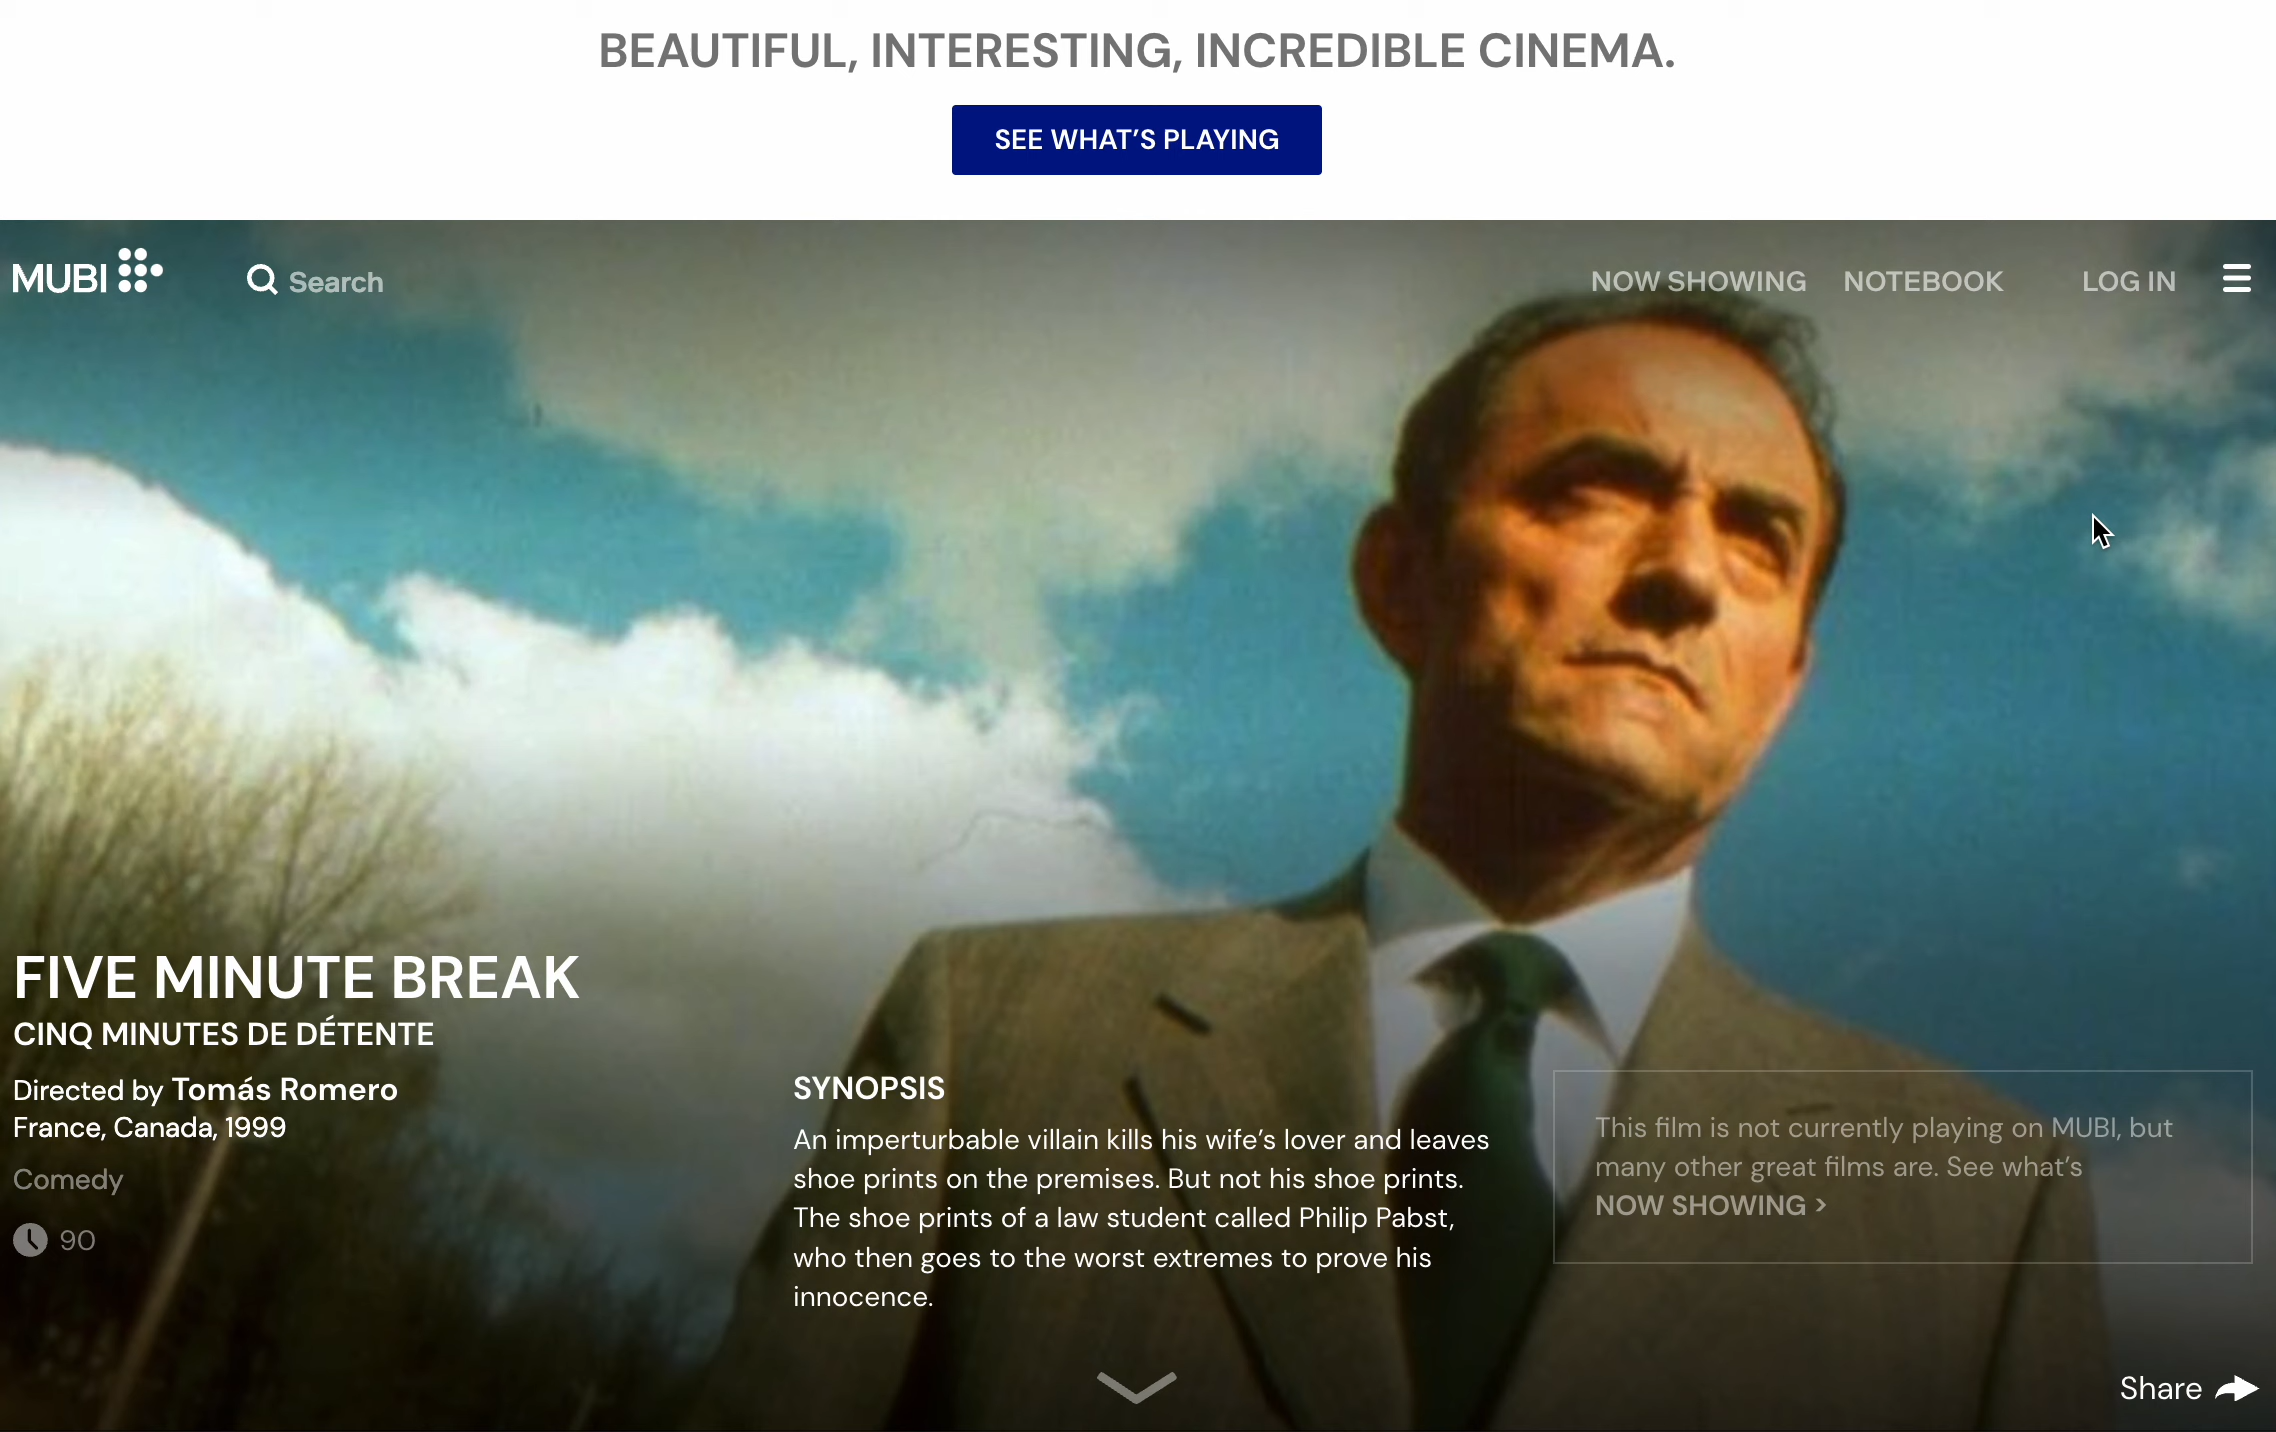 BEAUTIFUL, INTERESTING, INCREDIBLE CINEMA.
SEE WHAT’S PLAYING
MUBI
Search
NOW SHOWING
NOTEBOOK
LOG IN
FIVE MINUTE BREAK
CINQ MINUTES DE DÉTENTE
Directed by Tomás Romero
France, Canada, 1999
Comedy
90
SYNOPSIS
An imperturbable villain kills his wife’s lover and leaves
shoe prints on the premises. But not his shoe prints.
The shoe prints of a law student called Philip Pabst,
who then goes to the worst extremes to prove his
innocence.
This film is not currently playing on MUBI, but
many other great films are. See what’s
NOW SHOWING >
Share